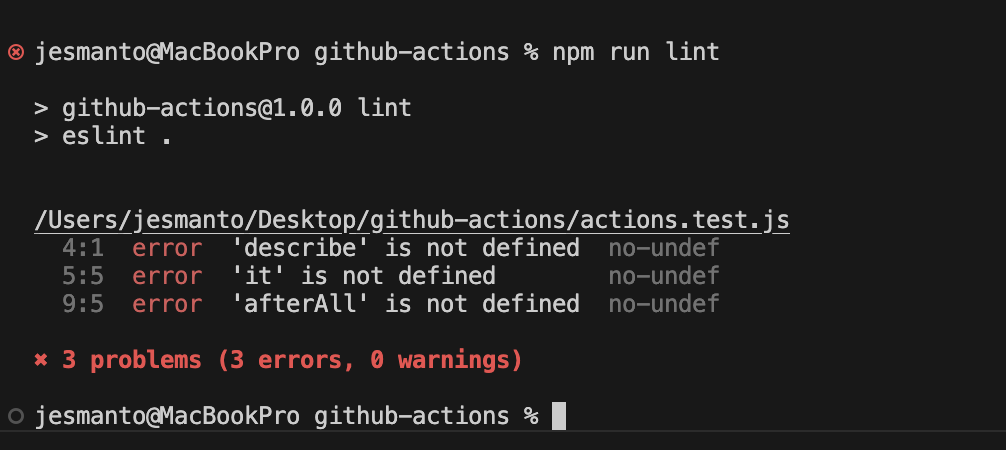 jesmanto@MacBookPro github-actions % npm run lint
> github-actions@1.0.0 lint
> eslint .
/Users/jesmanto/Desktop/github-actions/actions.test.js
4:1 error 'describe' is not defined no-undef
5:5 error 'it' is not defined no-undef
9:5 error 'afterAll' is not defined no-undef
✖ 3 problems (3 errors, 0 warnings)
jesmanto@MacBookPro github-actions %